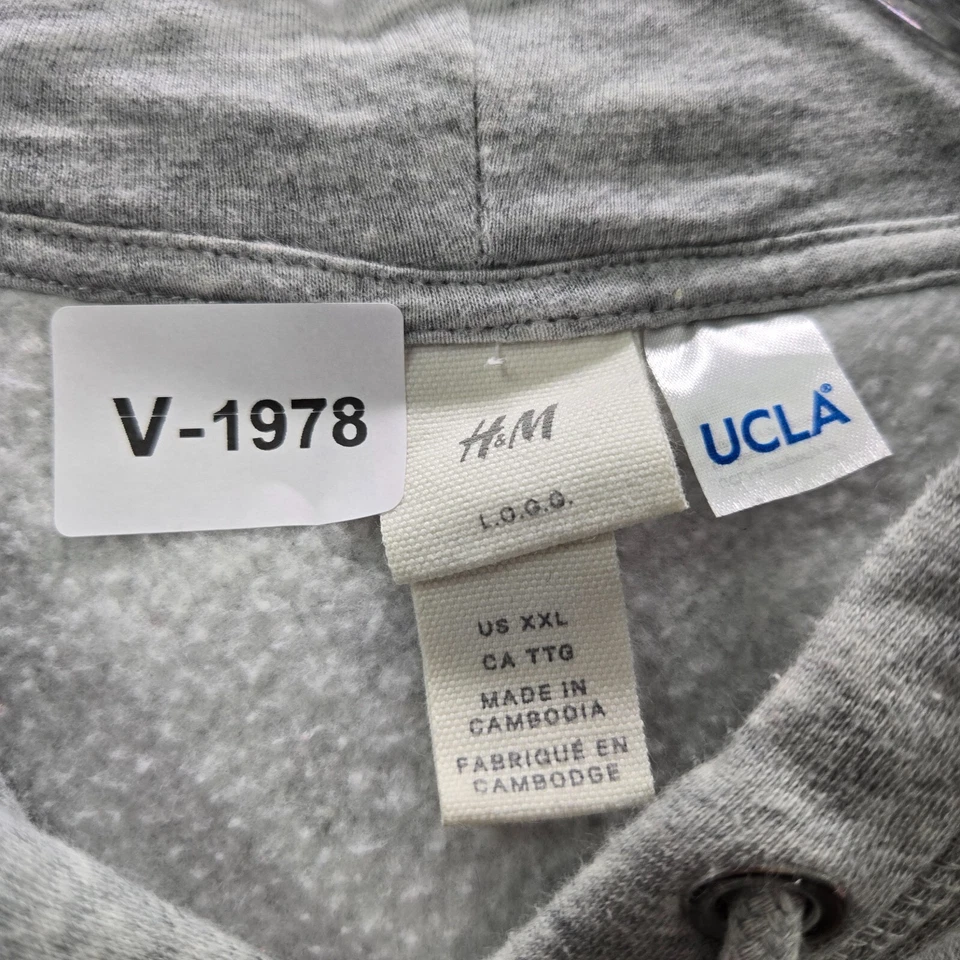 V-1978
H&M
L.O.G.G.
UCLA®
US XXL
CA TTG
MADE IN
CAMBODIA
FABRIQUÉ EN
CAMBODGE